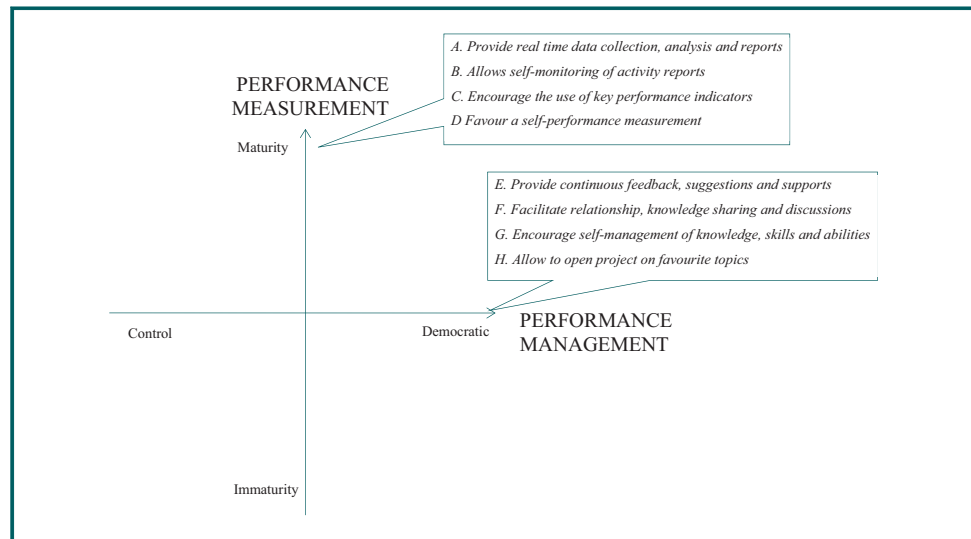 A. Provide real time data collection, analysis and reports
B. Allows self-monitoring of activity reports
C. Encourage the use of key performance indicators
D Favour a self-performance measurement
PERFORMANCE
MEASUREMENT
Maturity
E. Provide continuous feedback, suggestions and supports
F. Facilitate relationship, knowledge sharing and discussions
G. Encourage self-management of knowledge, skills and abilities
H. Allow to open project on favourite topics
Control
Democratic
PERFORMANCE
MANAGEMENT
Immaturity